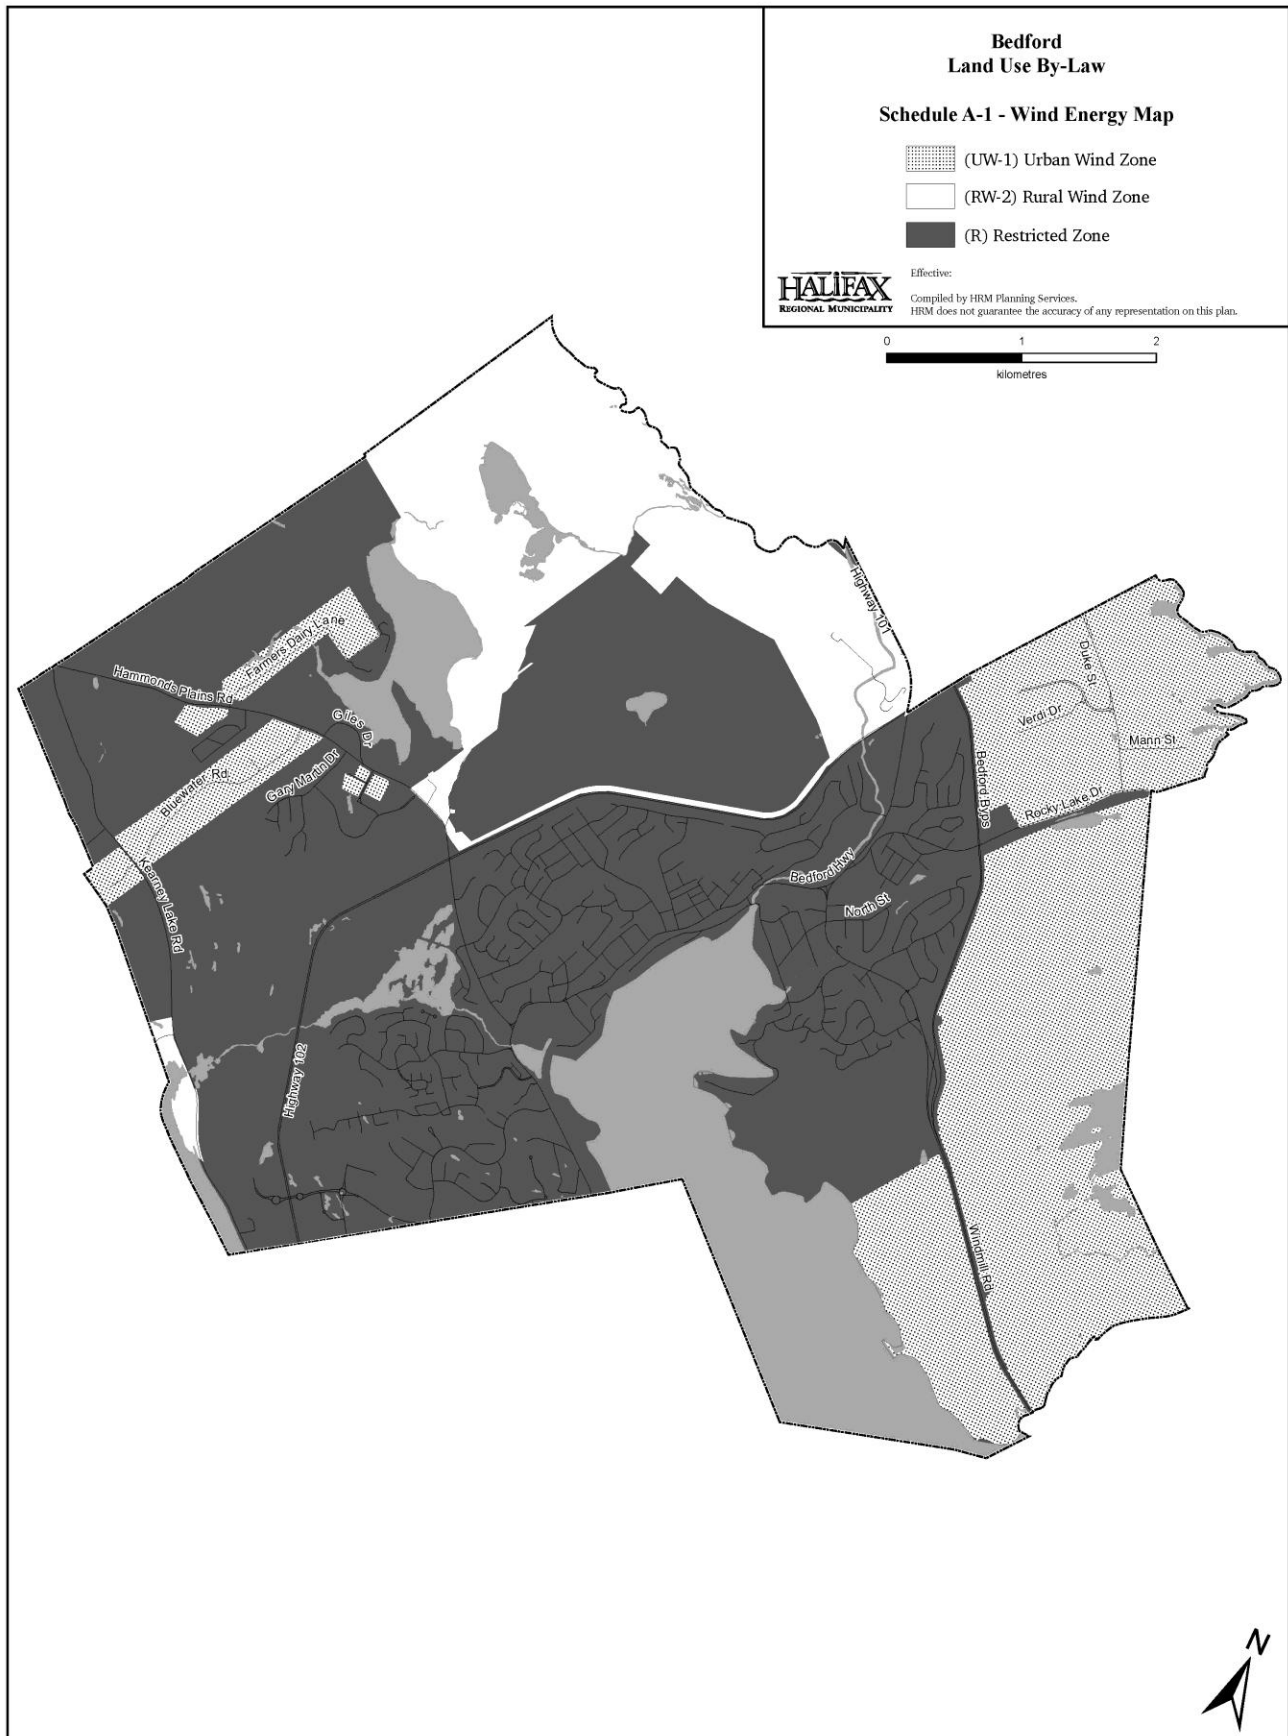 Bedford
Land Use By-Law
Schedule A-1 - Wind Energy Map
(UW-1) Urban Wind Zone
(RW-2) Rural Wind Zone
(R) Restricted Zone
HALIFAX
REGIONAL MUNICIPALITY
Effective:
Compiled by HRM Planning Services.
HRM does not guarantee the accuracy of any representation on this plan.
0 1 2
kilometres
Highway 101
Farmers Dairy Lane
Hammonds Plains Rd
Giles Dr
Duke St
Verdi Dr
Mann St
Bluewater Rd
Gary Martin Dr
Bedford Byps
Rocky Lake Dr
Kearney Lake Rd
Bedford Hwy
North St
Highway 102
Windmill Rd
N